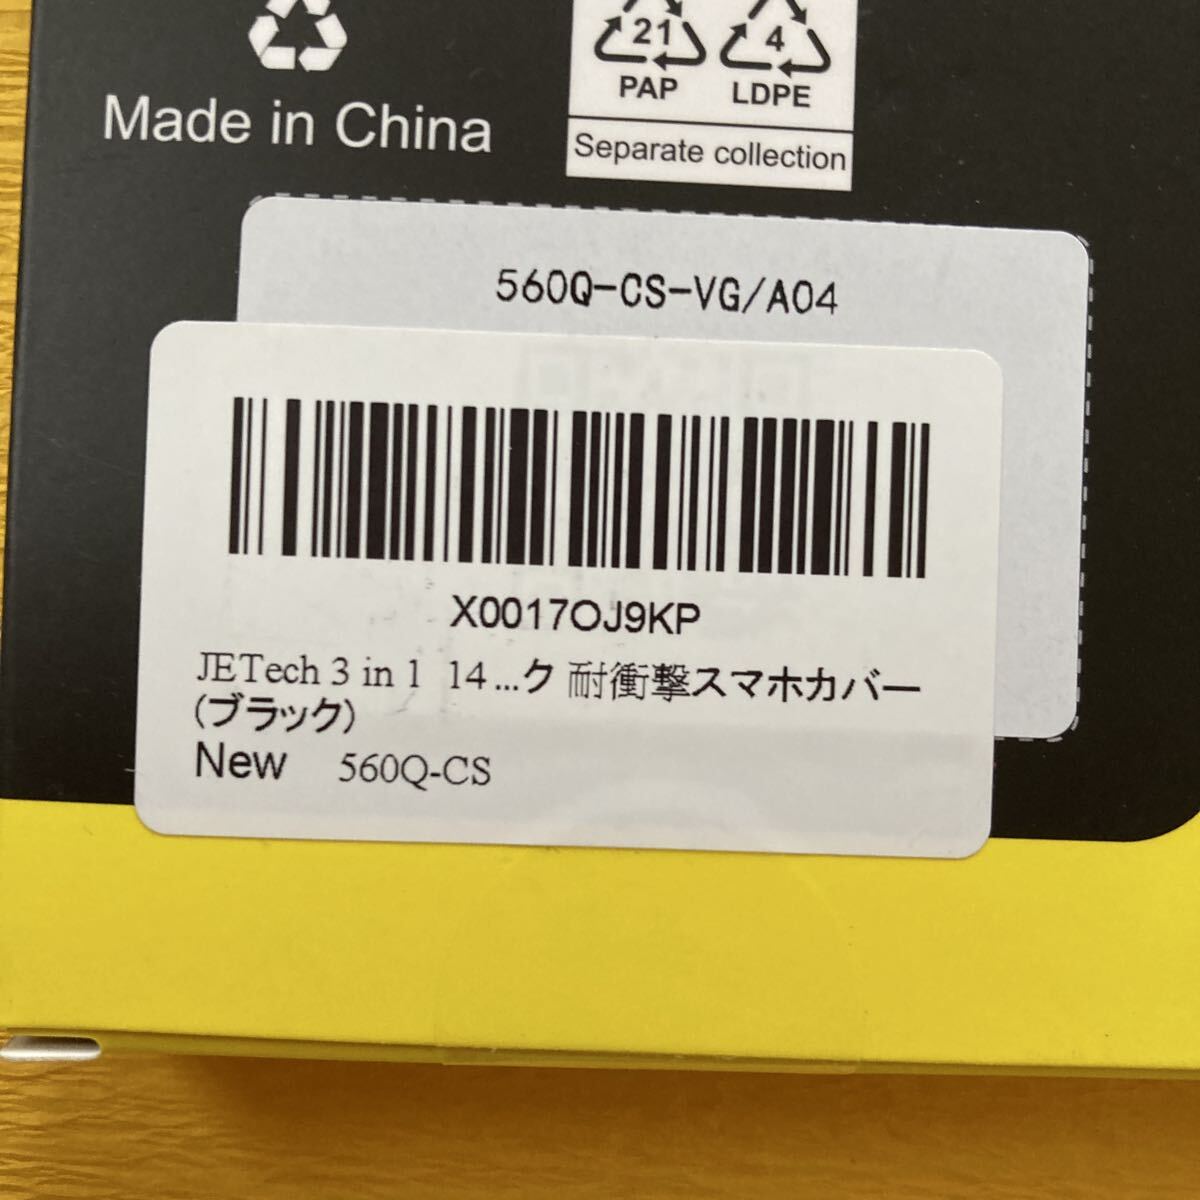 Made in China
21
PAP
4
LDPE
Separate collection
560Q-CS-VG/A04
X0017OJ9KP
JETech 3 in 1 14...ク 耐衝撃スマホカバー
(ブラック)
New 560Q-CS